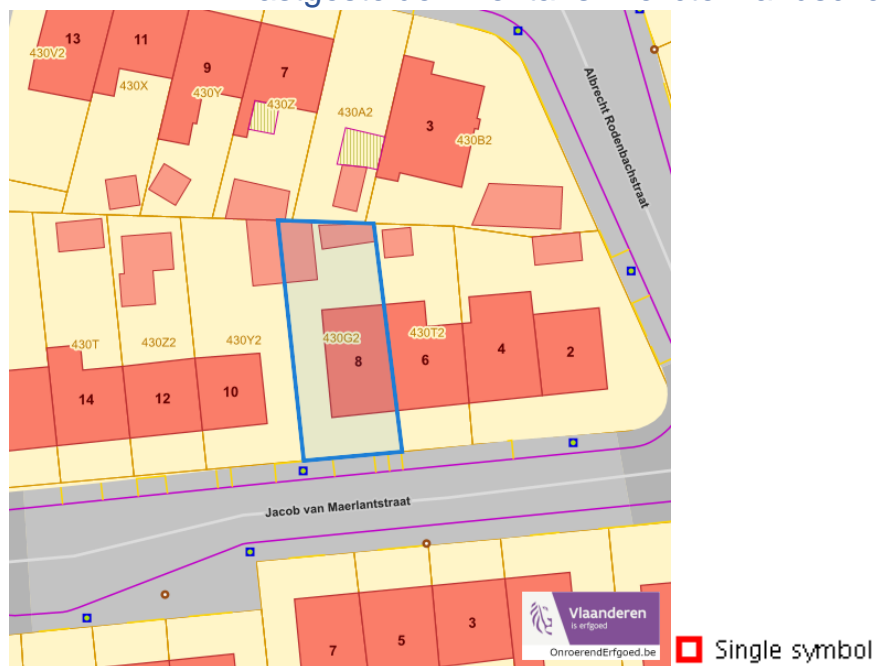 13
11
9
7
430V2
430X
430Y
430Z
430A2
3
430B2
Albrecht Rodenbachstraat
430T
430Z2
430Y2
430G2
430T2
14
12
10
8
6
4
2
Jacob van Maerlantstraat
7
5
3
Vlaanderen
is erfgoed
OnroerendErfgoed.be
Single symbol